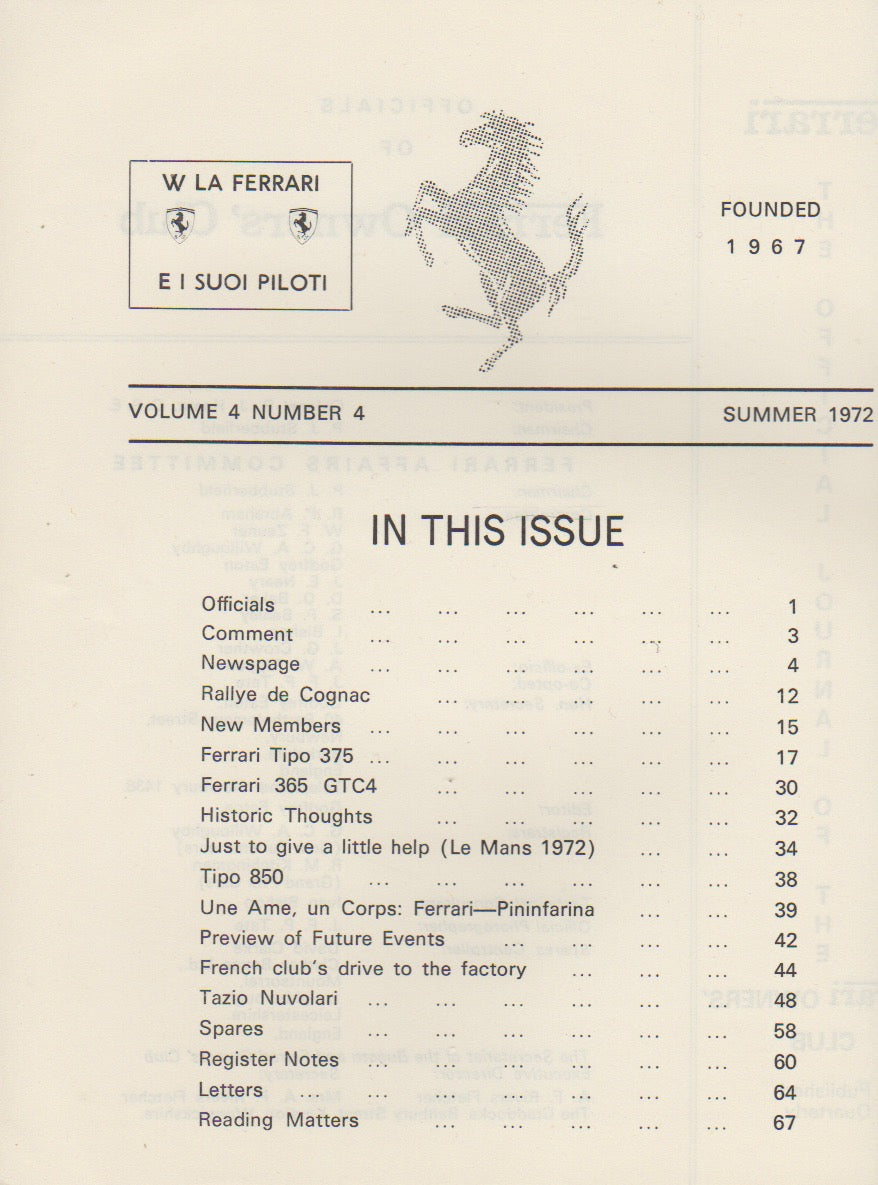 W LA FERRARI
E I SUOI PILOTI
FOUNDED
1967
VOLUME 4 NUMBER 4 SUMMER 1972
IN THIS ISSUE
Officials ... ... ... ... ... ... 1
Comment ... ... ... ... ... ... 3
Newspage ... ... ... ... ... ... 4
Rallye de Cognac ... ... ... ... ... 12
New Members ... ... ... ... ... ... 15
Ferrari Tipo 375 ... ... ... ... ... ... 17
Ferrari 365 GTC4 ... ... ... ... ... 30
Historic Thoughts ... ... ... ... ... 32
Just to give a little help (Le Mans 1972) ... ... 34
Tipo 850 ... ... ... ... ... ... 38
Une Ame, un Corps: Ferrari—Pininfarina ... ... 39
Preview of Future Events ... ... ... ... 42
French club's drive to the factory ... ... ... 44
Tazio Nuvolari ... ... ... ... ... ... 48
Spares ... ... ... ... ... ... 58
Register Notes ... ... ... ... ... ... 60
Letters ... ... ... ... ... ... ... 64
Reading Matters ... ... ... ... ... 67